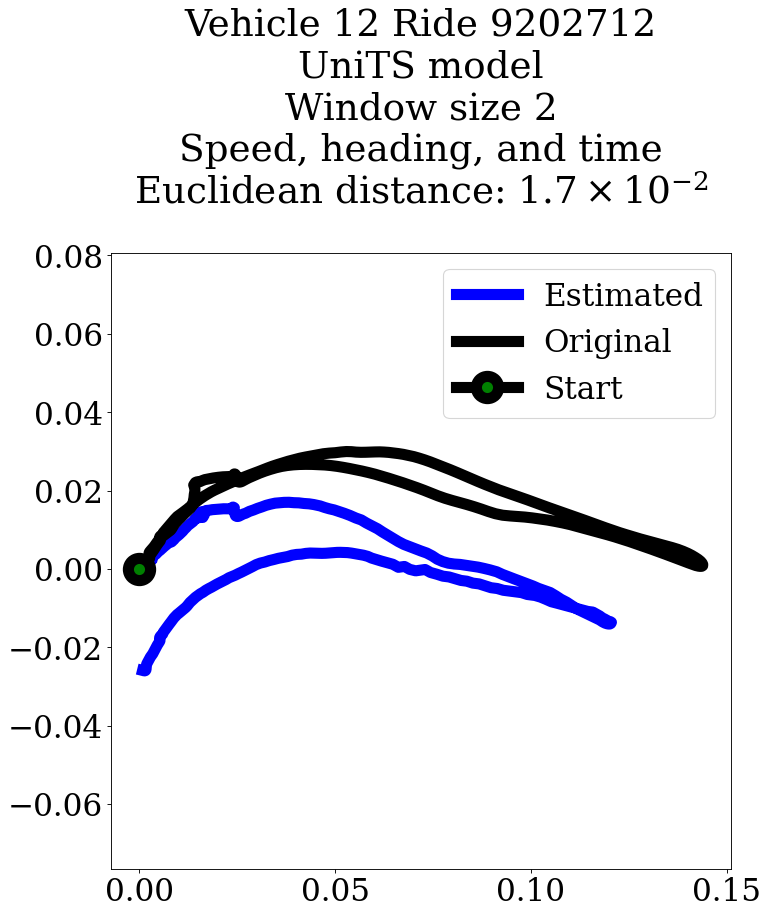 Vehicle 12 Ride 9202712
UniTS model
Window size 2
Speed, heading, and time
Euclidean distance: 1.7 × 10⁻²
0.08
0.06
0.04
0.02
0.00
−0.02
−0.04
−0.06
Estimated
Original
Start
0.00 0.05 0.10 0.15